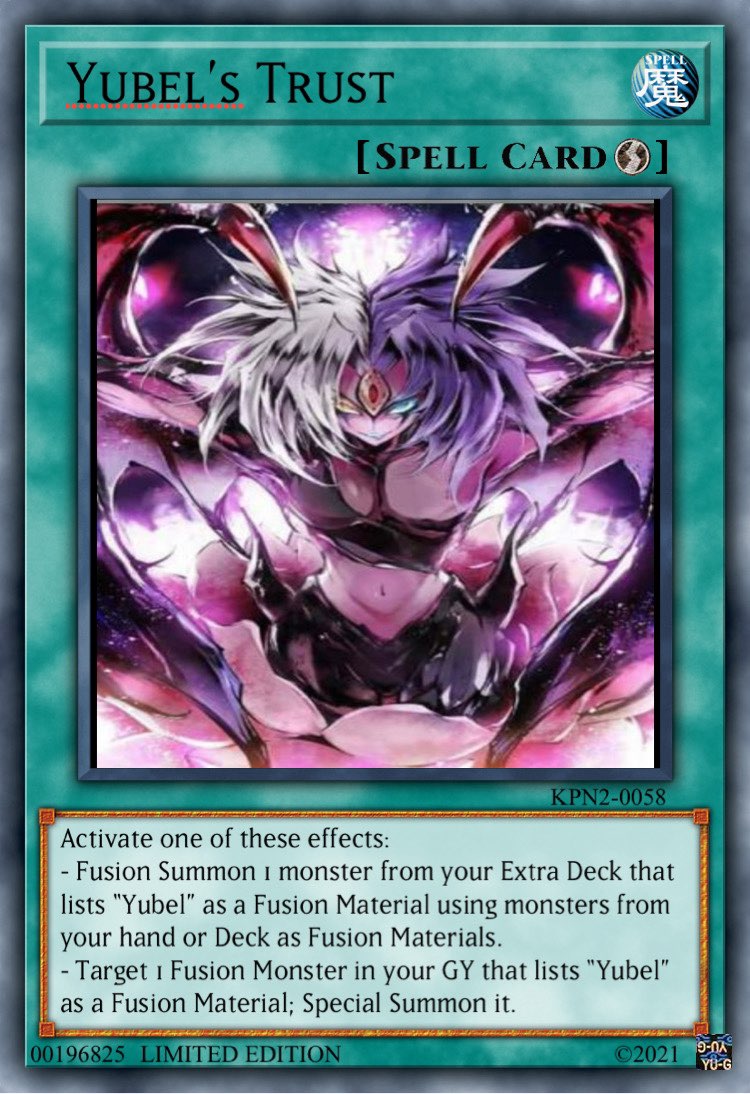 Yubel's Trust
SPELL
魔
[Spell Card]
KPN2-0058
Activate one of these effects:
- Fusion Summon 1 monster from your Extra Deck that
lists "Yubel" as a Fusion Material using monsters from
your hand or Deck as Fusion Materials.
- Target 1 Fusion Monster in your GY that lists "Yubel"
as a Fusion Material; Special Summon it.
00196825 LIMITED EDITION
©2021
YU-G
YU-G